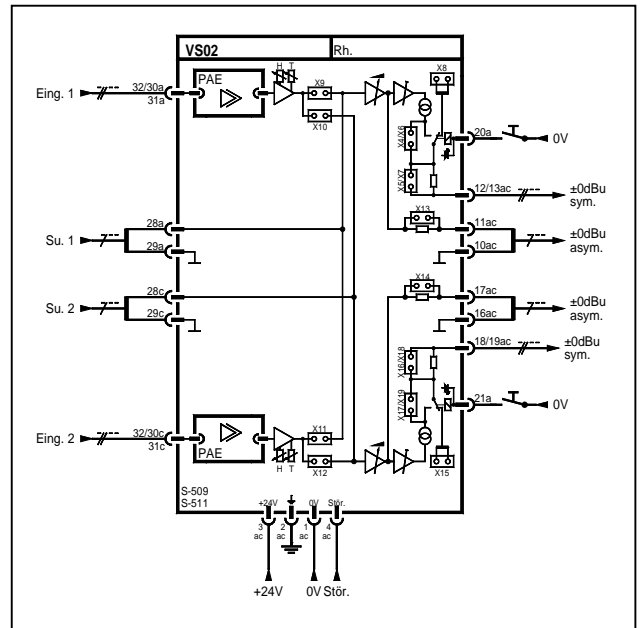 VS02 Rh.
PAE H T X9 X8
Eing. 1 32/30a
31a
X10
X4/X6
20a 0V
X5/X7
12/13ac ±0dBu
sym.
Su. 1 28a X13 11ac ±0dBu
29a 10ac asym.
Su. 2 28c X14 17ac ±0dBu
29c 16ac asym.
X16/X18 18/19ac ±0dBu
sym.
X17/X19
21a 0V
Eing. 2 32/30c X11
31c PAE H T X12 X15
S-509
S-511
+24V 0V Stör.
3 2 1 4
ac ac ac ac
+24V 0V Stör.